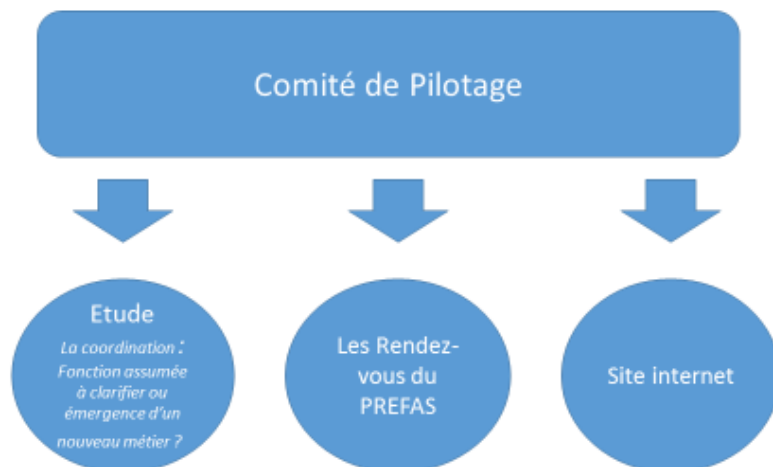 Comité de Pilotage
Etude
La coordination :
Fonction assumée
à clarifier ou
émergence d'un
nouveau métier ?
Les Rendez-
vous du
PREFAS
Site internet